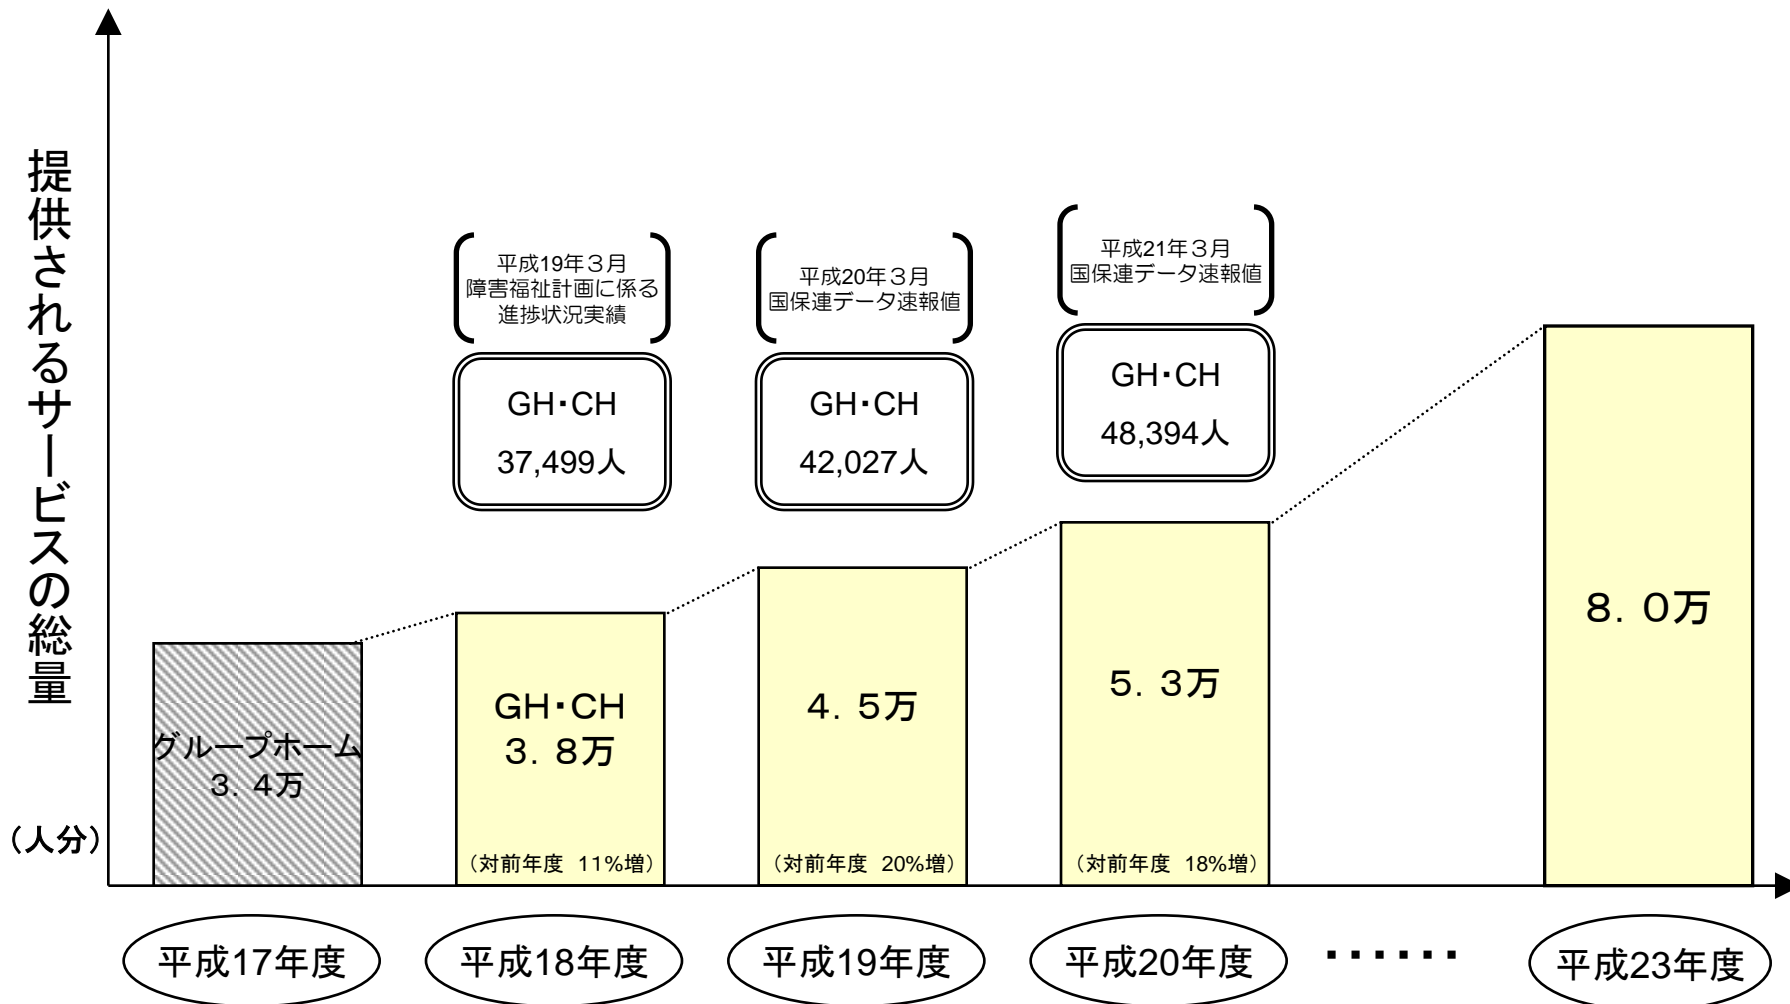 提供されるサービスの総量
（人分）
平成19年３月
障害福祉計画に係る
進捗状況実績
GH・CH
37,499人
平成20年３月
国保連データ速報値
GH・CH
42,027人
平成21年３月
国保連データ速報値
GH・CH
48,394人
グループホーム
３．４万
GH・CH
３．８万
（対前年度 11%増）
４．５万
（対前年度 20%増）
５．３万
（対前年度 18%増）
８．０万
平成17年度
平成18年度
平成19年度
平成20年度
・・・・・・
平成23年度